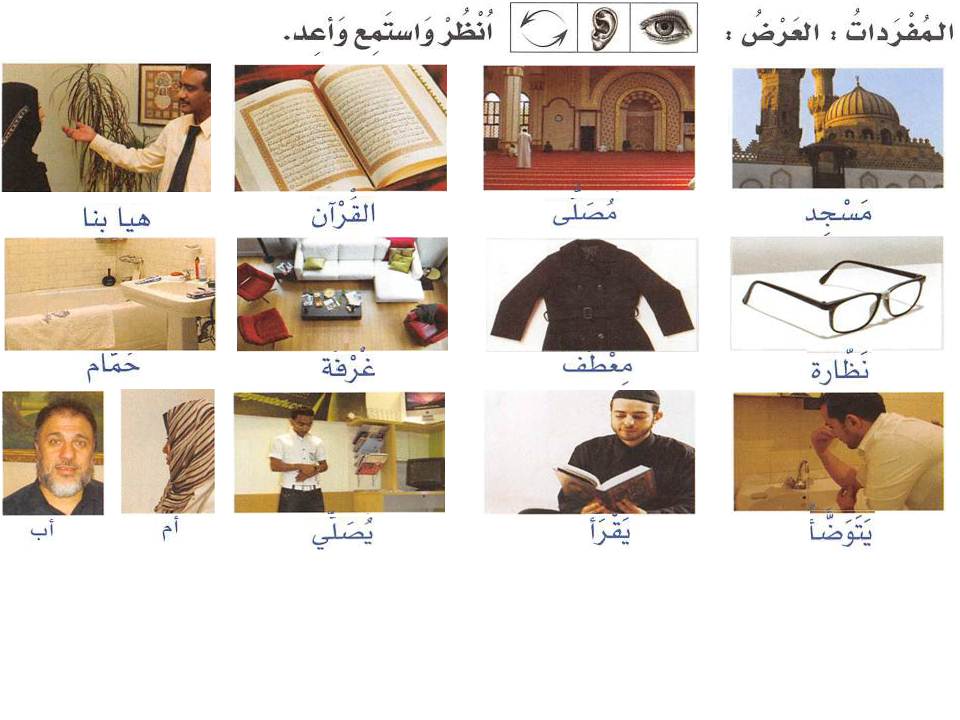 المُفْرَداتُ : العَرْضُ : اُنْظُرْ وَاستَمِع وَأعِد.
مَسْجِد مُصَلَّى القُرْآن هيا بنا
نَظَّارة مِعْطَف غُرْفَة حَمَّام
يَتَوَضَّأ يَقْرَأ يُصَلِّي أم أب